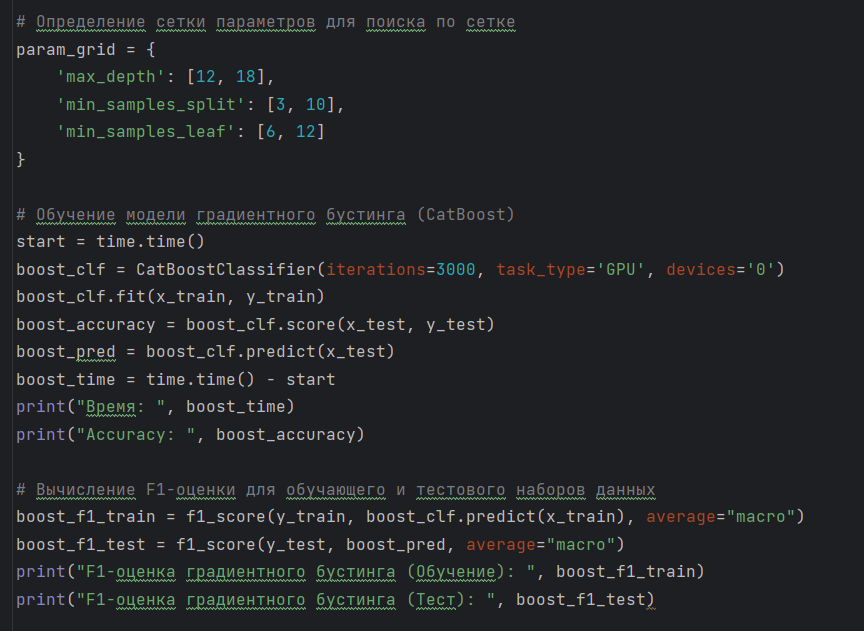 # Определение сетки параметров для поиска по сетке
param_grid = {
    'max_depth': [12, 18],
    'min_samples_split': [3, 10],
    'min_samples_leaf': [6, 12]
}
# Обучение модели градиентного бустинга (CatBoost)
start = time.time()
boost_clf = CatBoostClassifier(iterations=3000, task_type='GPU', devices='0')
boost_clf.fit(x_train, y_train)
boost_accuracy = boost_clf.score(x_test, y_test)
boost_pred = boost_clf.predict(x_test)
boost_time = time.time() - start
print("Время: ", boost_time)
print("Accuracy: ", boost_accuracy)
# Вычисление F1-оценки для обучающего и тестового наборов данных
boost_f1_train = f1_score(y_train, boost_clf.predict(x_train), average="macro")
boost_f1_test = f1_score(y_test, boost_pred, average="macro")
print("F1-оценка градиентного бустинга (Обучение): ", boost_f1_train)
print("F1-оценка градиентного бустинга (Тест): ", boost_f1_test)